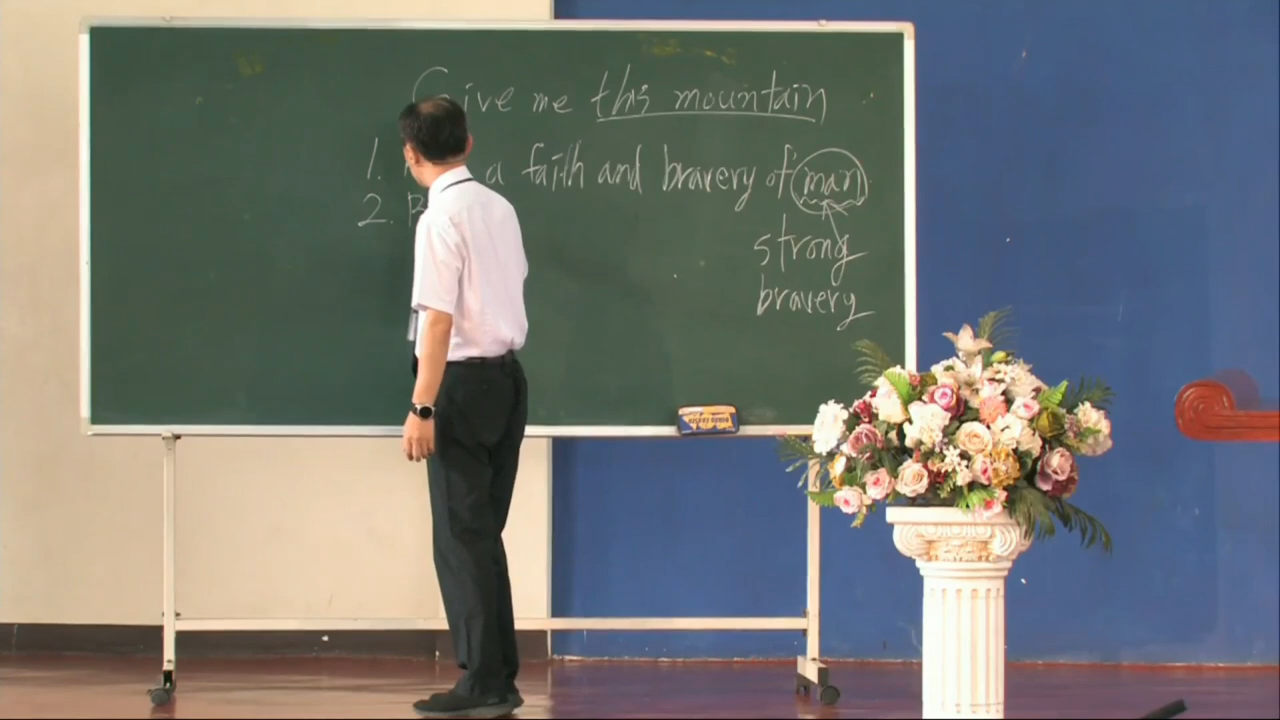 Give me this mountain
1. a faith and bravery of man
2.
strong
bravery